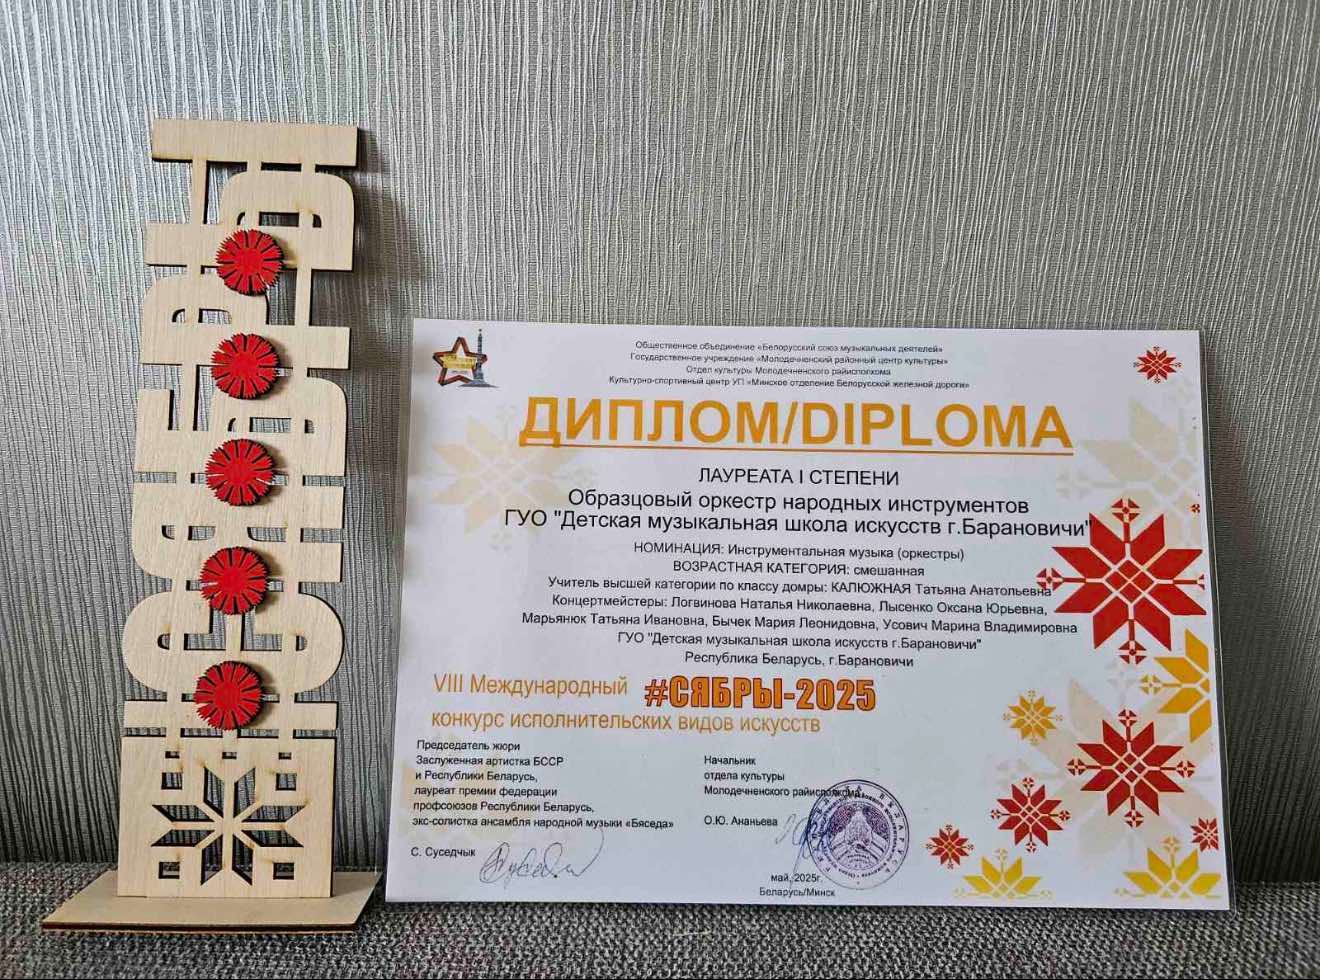 Общественное объединение «Белорусский союз музыкальных деятелей»
Государственное учреждение «Молодечненский районный центр культуры»
Отдел культуры Молодечненского райисполкома
Культурно-спортивный центр УП «Минское отделение Белорусской железной дороги»
ДИПЛОМ/DIPLOMA
ЛАУРЕАТА I СТЕПЕНИ
Образцовый оркестр народных инструментов
ГУО "Детская музыкальная школа искусств г.Барановичи"
НОМИНАЦИЯ: Инструментальная музыка (оркестры)
ВОЗРАСТНАЯ КАТЕГОРИЯ: смешанная
Учитель высшей категории по классу домры: КАЛЮЖНАЯ Татьяна Анатольевна
Концертмейстеры: Логвинова Наталья Николаевна, Лысенко Оксана Юрьевна,
Марьянюк Татьяна Ивановна, Бычек Мария Леонидовна, Усович Марина Владимировна
ГУО "Детская музыкальная школа искусств г.Барановичи"
Республика Беларусь, г.Барановичи
VIII Международный #СЯБРЫ-2025
конкурс исполнительских видов искусств
Председатель жюри
Заслуженная артистка БССР
и Республики Беларусь,
лауреат премии федерации
профсоюзов Республики Беларусь,
экс-солистка ансамбля народной музыки «Бяседа»
С. Суседчык
Начальник
отдела культуры
Молодечненского райисполкома
О.Ю. Ананьева
май, 2025г.
Беларусь/Минск